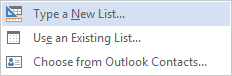 Type a New List...
Use an Existing List...
Choose from Outlook Contacts...